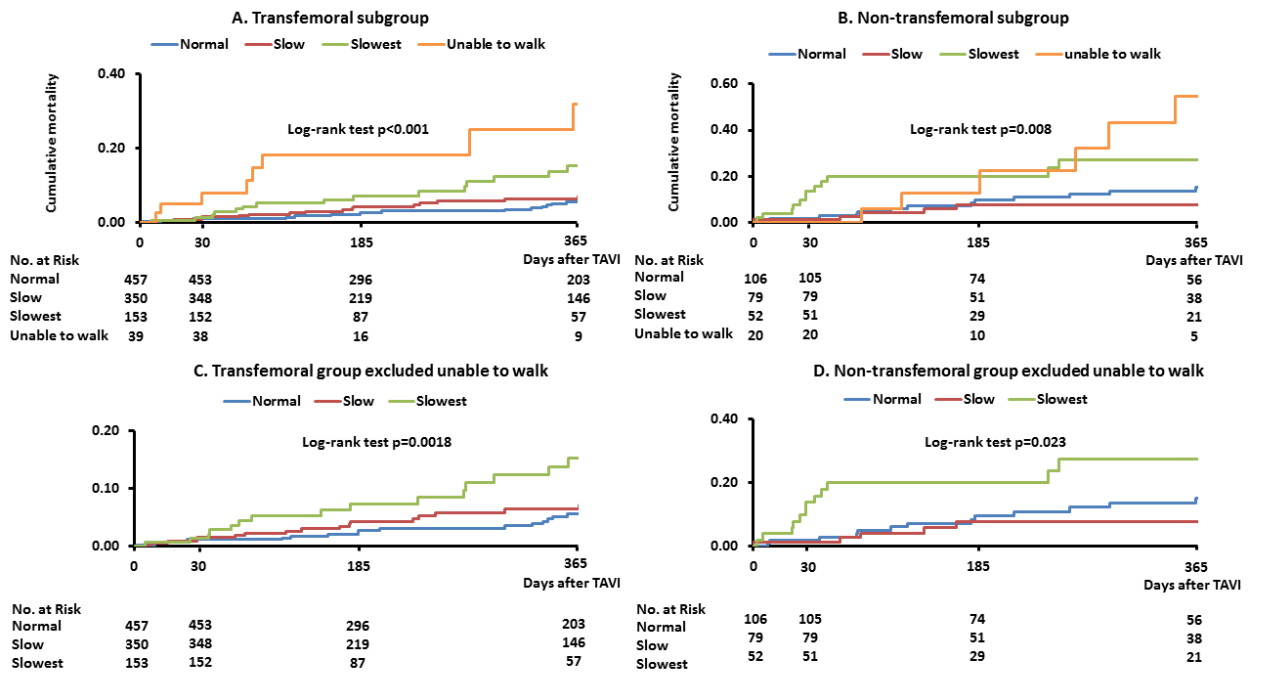 A. Transfemoral subgroup
Normal Slow Slowest Unable to walk
Cumulative mortality
0.40
0.20
0.00
Log-rank test p<0.001
0 30 185 365
Days after TAVI
No. at Risk
Normal 457 453 296 203
Slow 350 348 219 146
Slowest 153 152 87 57
Unable to walk 39 38 16 9
B. Non-transfemoral subgroup
Normal Slow Slowest unable to walk
Cumulative mortality
0.60
0.40
0.20
0.00
Log-rank test p=0.008
0 30 185 365
Days after TAVI
No. at Risk
Normal 106 105 74 56
Slow 79 79 51 38
Slowest 52 51 29 21
Unable to walk 20 20 10 5
C. Transfemoral group excluded unable to walk
Normal Slow Slowest
0.20
0.10
0.00
Log-rank test p=0.0018
0 30 185 365
Days after TAVI
No. at Risk
Normal 457 453 296 203
Slow 350 348 219 146
Slowest 153 152 87 57
D. Non-transfemoral group excluded unable to walk
Normal Slow Slowest
0.40
0.20
0.00
Log-rank test p=0.023
0 30 185 365
Days after TAVI
No. at Risk
Normal 106 105 74 56
Slow 79 79 51 38
Slowest 52 51 29 21